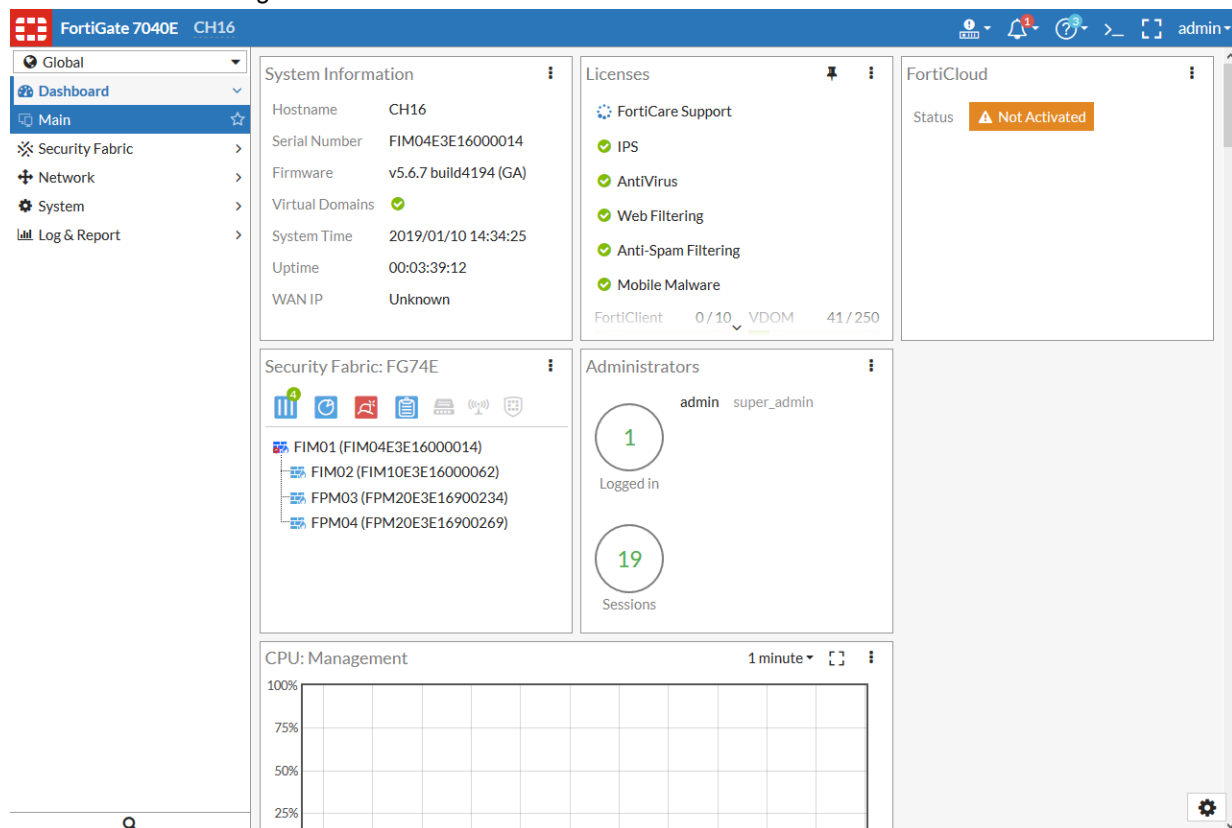 FortiGate 7040E CH16
1
3
>_
admin
Global
Dashboard
Main
Security Fabric
Network
System
Log & Report
System Information
Hostname CH16
Serial Number FIM04E3E16000014
Firmware v5.6.7 build4194 (GA)
Virtual Domains
System Time 2019/01/10 14:34:25
Uptime 00:03:39:12
WAN IP Unknown
Licenses
FortiCare Support
IPS
AntiVirus
Web Filtering
Anti-Spam Filtering
Mobile Malware
FortiClient 0 / 10 VDOM 41 / 250
FortiCloud
Status Not Activated
Security Fabric: FG74E
4
FIM01 (FIM04E3E16000014)
FIM02 (FIM10E3E16000062)
FPM03 (FPM20E3E16900234)
FPM04 (FPM20E3E16900269)
Administrators
admin super_admin
1
Logged in
19
Sessions
CPU: Management
1 minute
100%
75%
50%
25%